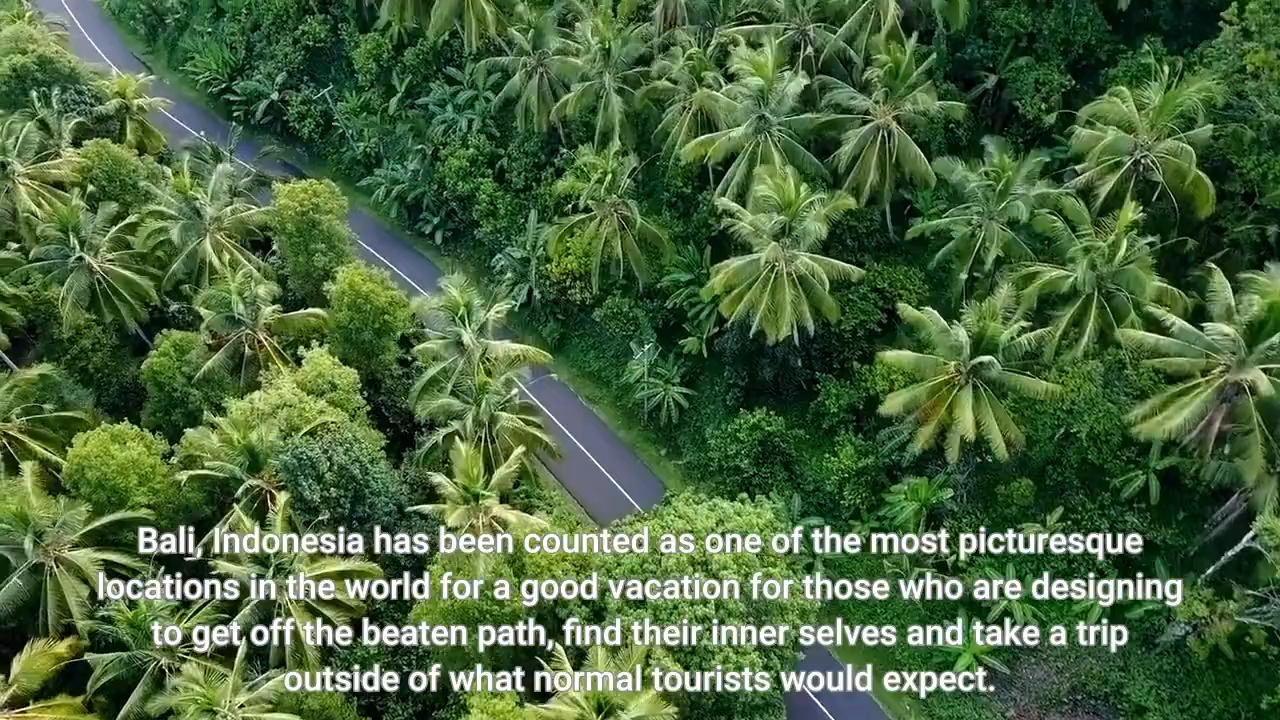 Bali, Indonesia has been counted as one of the most picturesque
locations in the world for a good vacation for those who are designing
to get off the beaten path, find their inner selves and take a trip
outside of what normal tourists would expect.